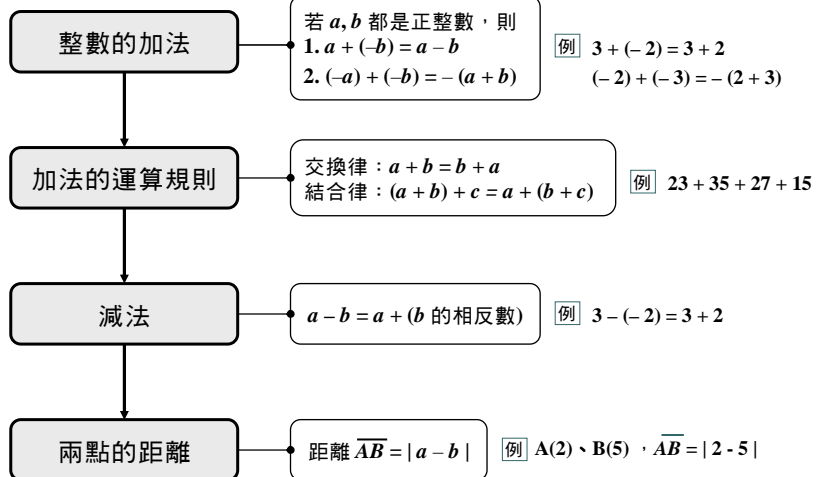 整數的加法
若 a, b 都是正整數，則
1. a + (–b) = a – b
2. (–a) + (–b) = – (a + b)
例 3 + (– 2) = 3 + 2
(– 2) + (– 3) = – (2 + 3)
加法的運算規則
交換律：a + b = b + a
結合律：(a + b) + c = a + (b + c)
例 23 + 35 + 27 + 15
減法
a – b = a + (b 的相反數)
例 3 – (– 2) = 3 + 2
兩點的距離
距離 A̅B̅ = | a – b |
例 A(2)、B(5) ，A̅B̅ = | 2 - 5 |